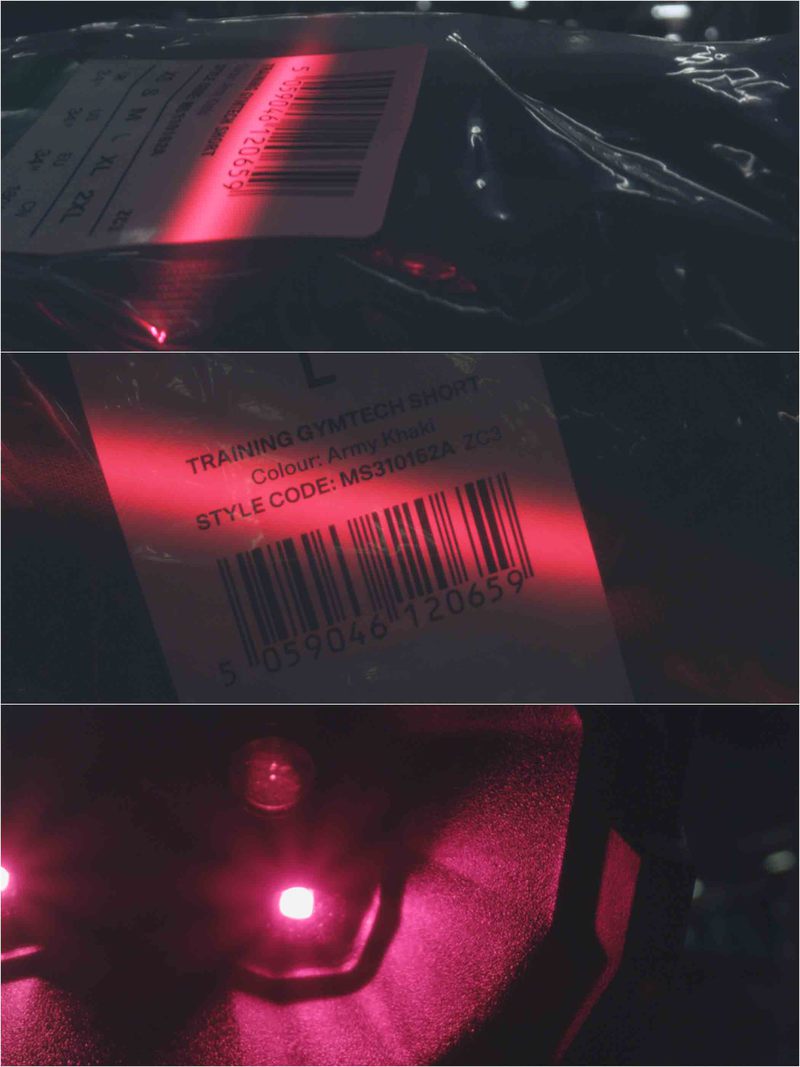 5 059046 120659
XS S M L XL 2XL
L
TRAINING GYMTECH SHORT
Colour: Army Khaki
STYLE CODE: MS310162A ZC3
5 059046 120659